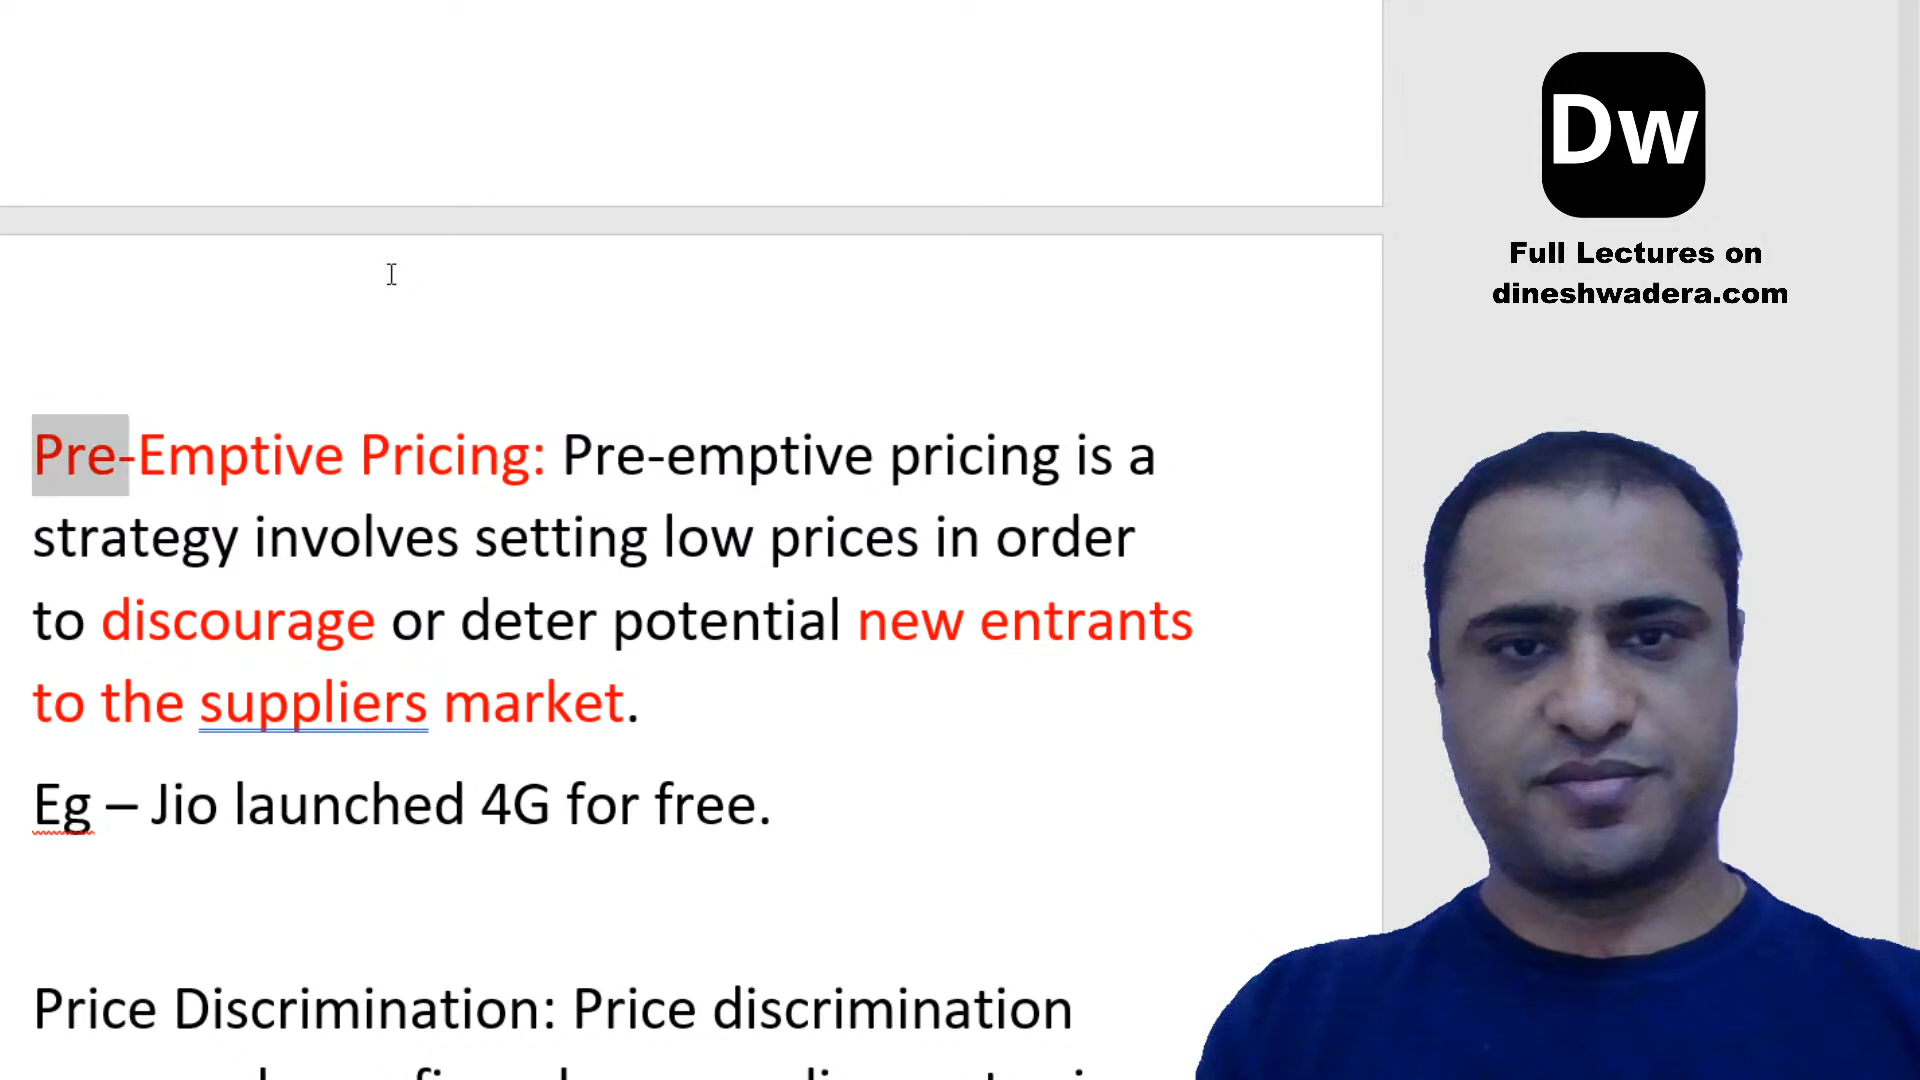 Dw
Full Lectures on
dineshwadera.com
Pre-Emptive Pricing: Pre-emptive pricing is a
strategy involves setting low prices in order
to discourage or deter potential new entrants
to the suppliers market.
Eg – Jio launched 4G for free.
Price Discrimination: Price discrimination